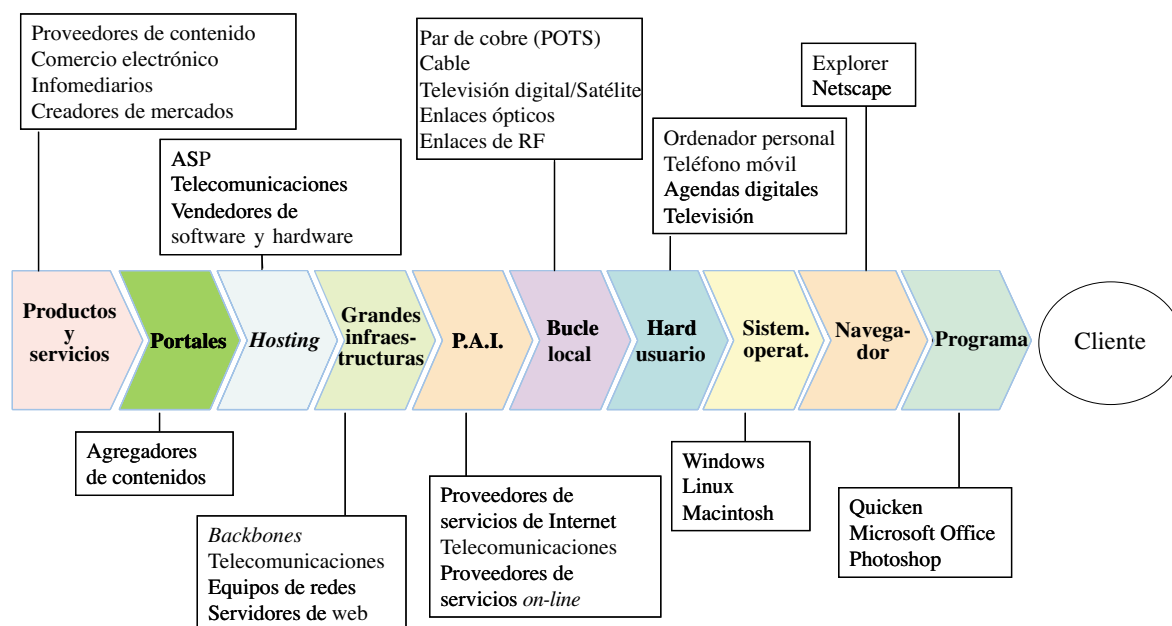 Proveedores de contenido
Comercio electrónico
Infomediarios
Creadores de mercados
ASP
Telecomunicaciones
Vendedores de
software y hardware
Par de cobre (POTS)
Cable
Televisión digital/Satélite
Enlaces ópticos
Enlaces de RF
Ordenador personal
Teléfono móvil
Agendas digitales
Televisión
Explorer
Netscape
Productos
y
servicios
Portales
Hosting
Grandes
infraes-
tructuras
P.A.I.
Bucle
local
Hard
usuario
Sistem.
operat.
Navega-
dor
Programa
Cliente
Agregadores
de contenidos
Backbones
Telecomunicaciones
Equipos de redes
Servidores de web
Proveedores de
servicios de Internet
Telecomunicaciones
Proveedores de
servicios on-line
Windows
Linux
Macintosh
Quicken
Microsoft Office
Photoshop